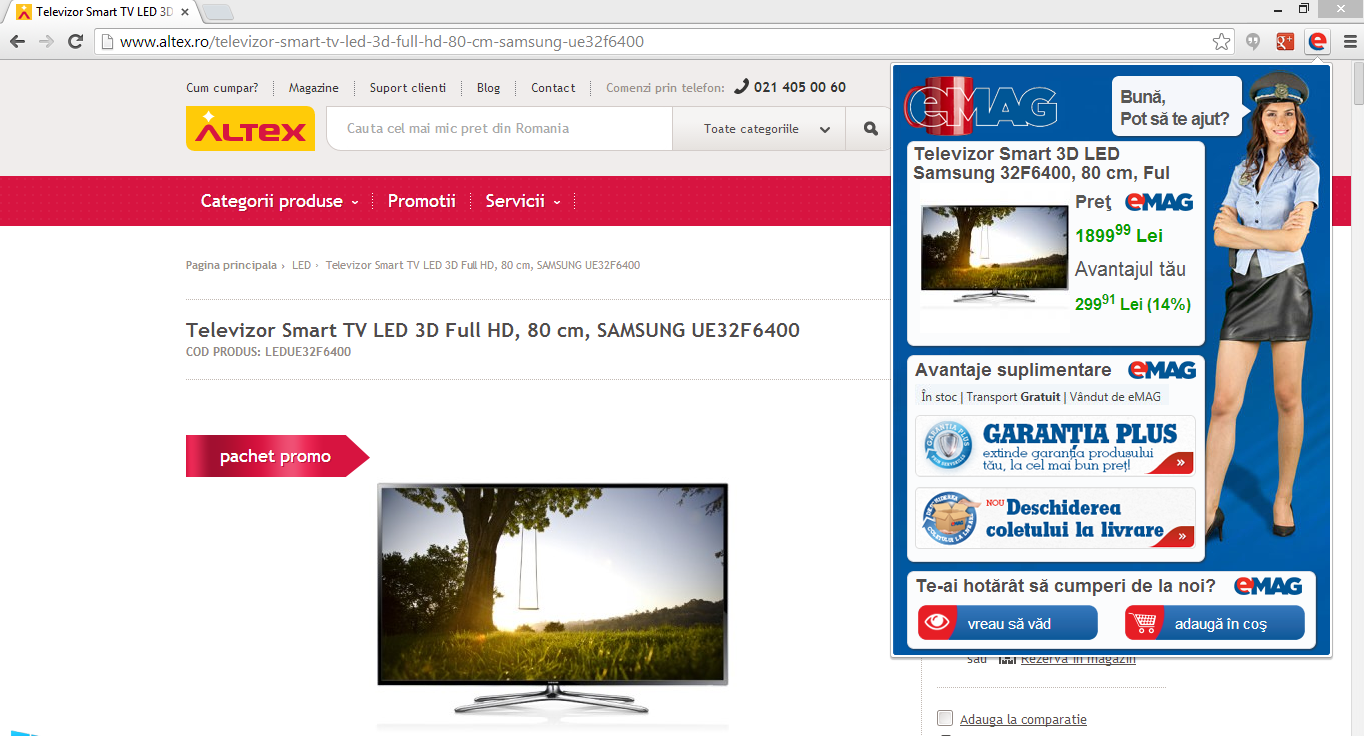 Televizor Smart TV LED 3D
www.altex.ro/televizor-smart-tv-led-3d-full-hd-80-cm-samsung-ue32f6400
Cum cumpar?
Magazine
Suport clienti
Blog
Contact
Comenzi prin telefon: 021 405 00 60
ALTEX
Cauta cel mai mic pret din Romania
Toate categoriile
Categorii produse
Promotii
Servicii
Pagina principala › LED › Televizor Smart TV LED 3D Full HD, 80 cm, SAMSUNG UE32F6400
Televizor Smart TV LED 3D Full HD, 80 cm, SAMSUNG UE32F6400
COD PRODUS: LEDUE32F6400
pachet promo
eMAG
Bună,
Pot să te ajut?
Televizor Smart 3D LED
Samsung 32F6400, 80 cm, Ful
Preţ eMAG
1899⁹⁹ Lei
Avantajul tău
299⁹¹ Lei (14%)
Avantaje suplimentare eMAG
În stoc | Transport Gratuit | Vândut de eMAG
GARANȚIA PLUS
extinde garanția produsului
tău, la cel mai bun preț!
NOU Deschiderea
coletului la livrare
Te-ai hotărât să cumperi de la noi? eMAG
vreau să văd
adaugă în coş
sau Rezerva in magazin
Adauga la comparatie